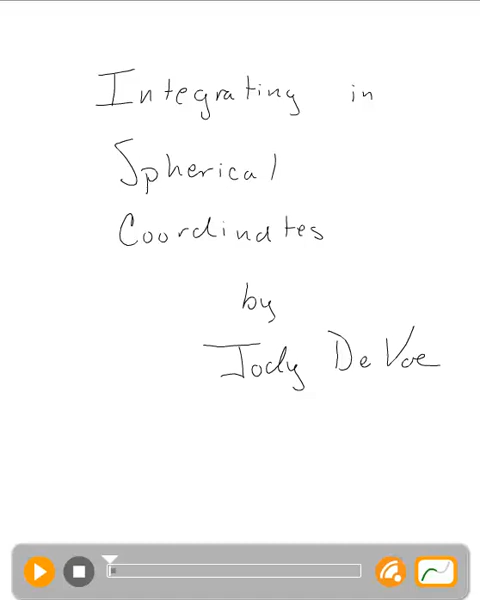 Integrating in
Spherical
Coordinates
by
Jody DeVoe